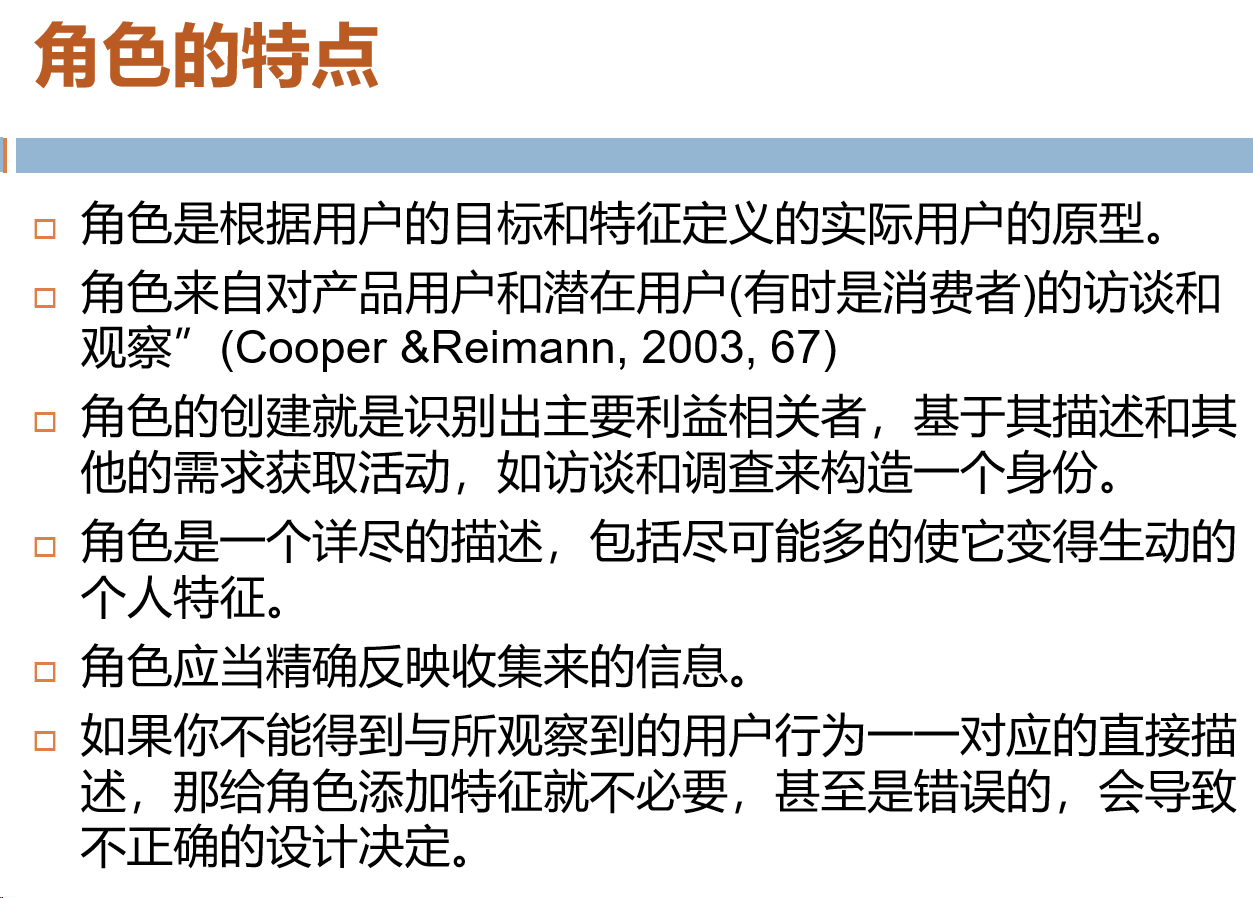 角色的特点
角色是根据用户的目标和特征定义的实际用户的原型。
角色来自对产品用户和潜在用户(有时是消费者)的访谈和
观察”(Cooper &Reimann, 2003, 67)
角色的创建就是识别出主要利益相关者，基于其描述和其
他的需求获取活动，如访谈和调查来构造一个身份。
角色是一个详尽的描述，包括尽可能多的使它变得生动的
个人特征。
角色应当精确反映收集来的信息。
如果你不能得到与所观察到的用户行为一一对应的直接描
述，那给角色添加特征就不必要，甚至是错误的，会导致
不正确的设计决定。